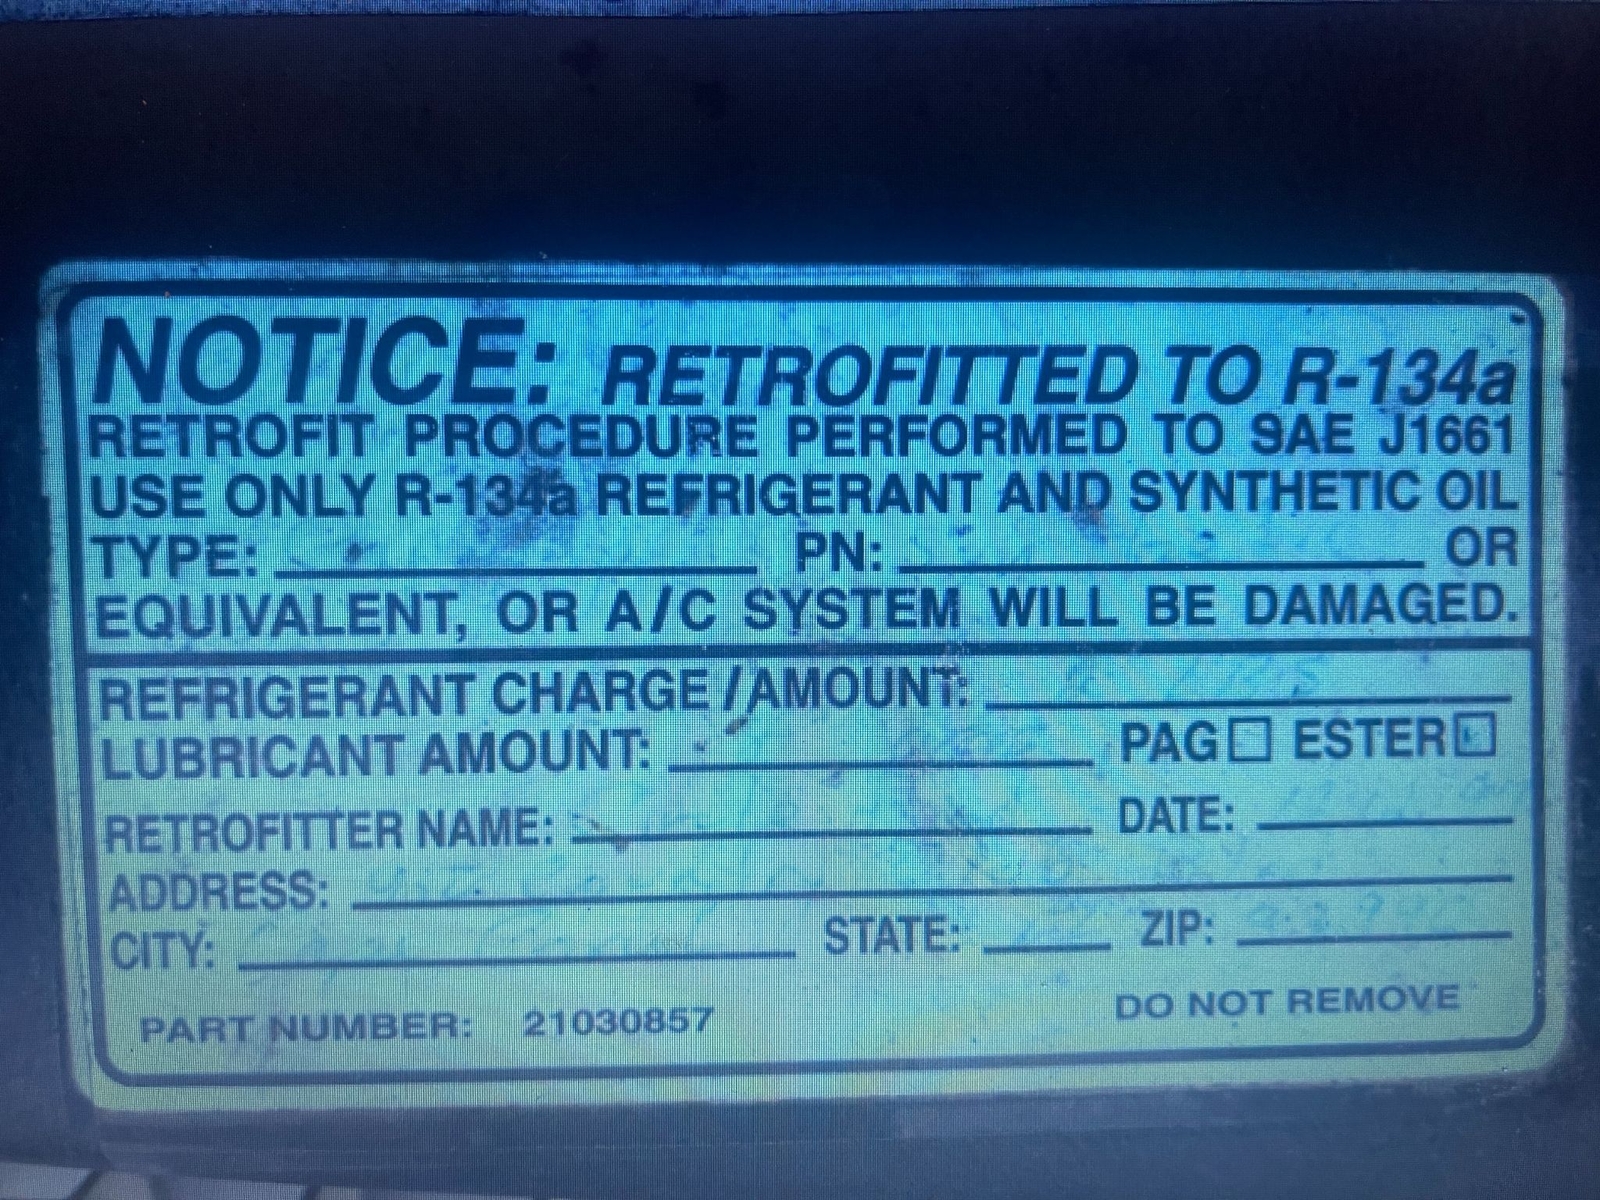 NOTICE: RETROFITTED TO R-134a
RETROFIT PROCEDURE PERFORMED TO SAE J1661
USE ONLY R-134a REFRIGERANT AND SYNTHETIC OIL
TYPE: PN: OR
EQUIVALENT, OR A/C SYSTEM WILL BE DAMAGED.
REFRIGERANT CHARGE/AMOUNT:
LUBRICANT AMOUNT: PAG ESTER
RETROFITTER NAME: DATE:
ADDRESS:
CITY: STATE: ZIP:
PART NUMBER: 21030857 DO NOT REMOVE